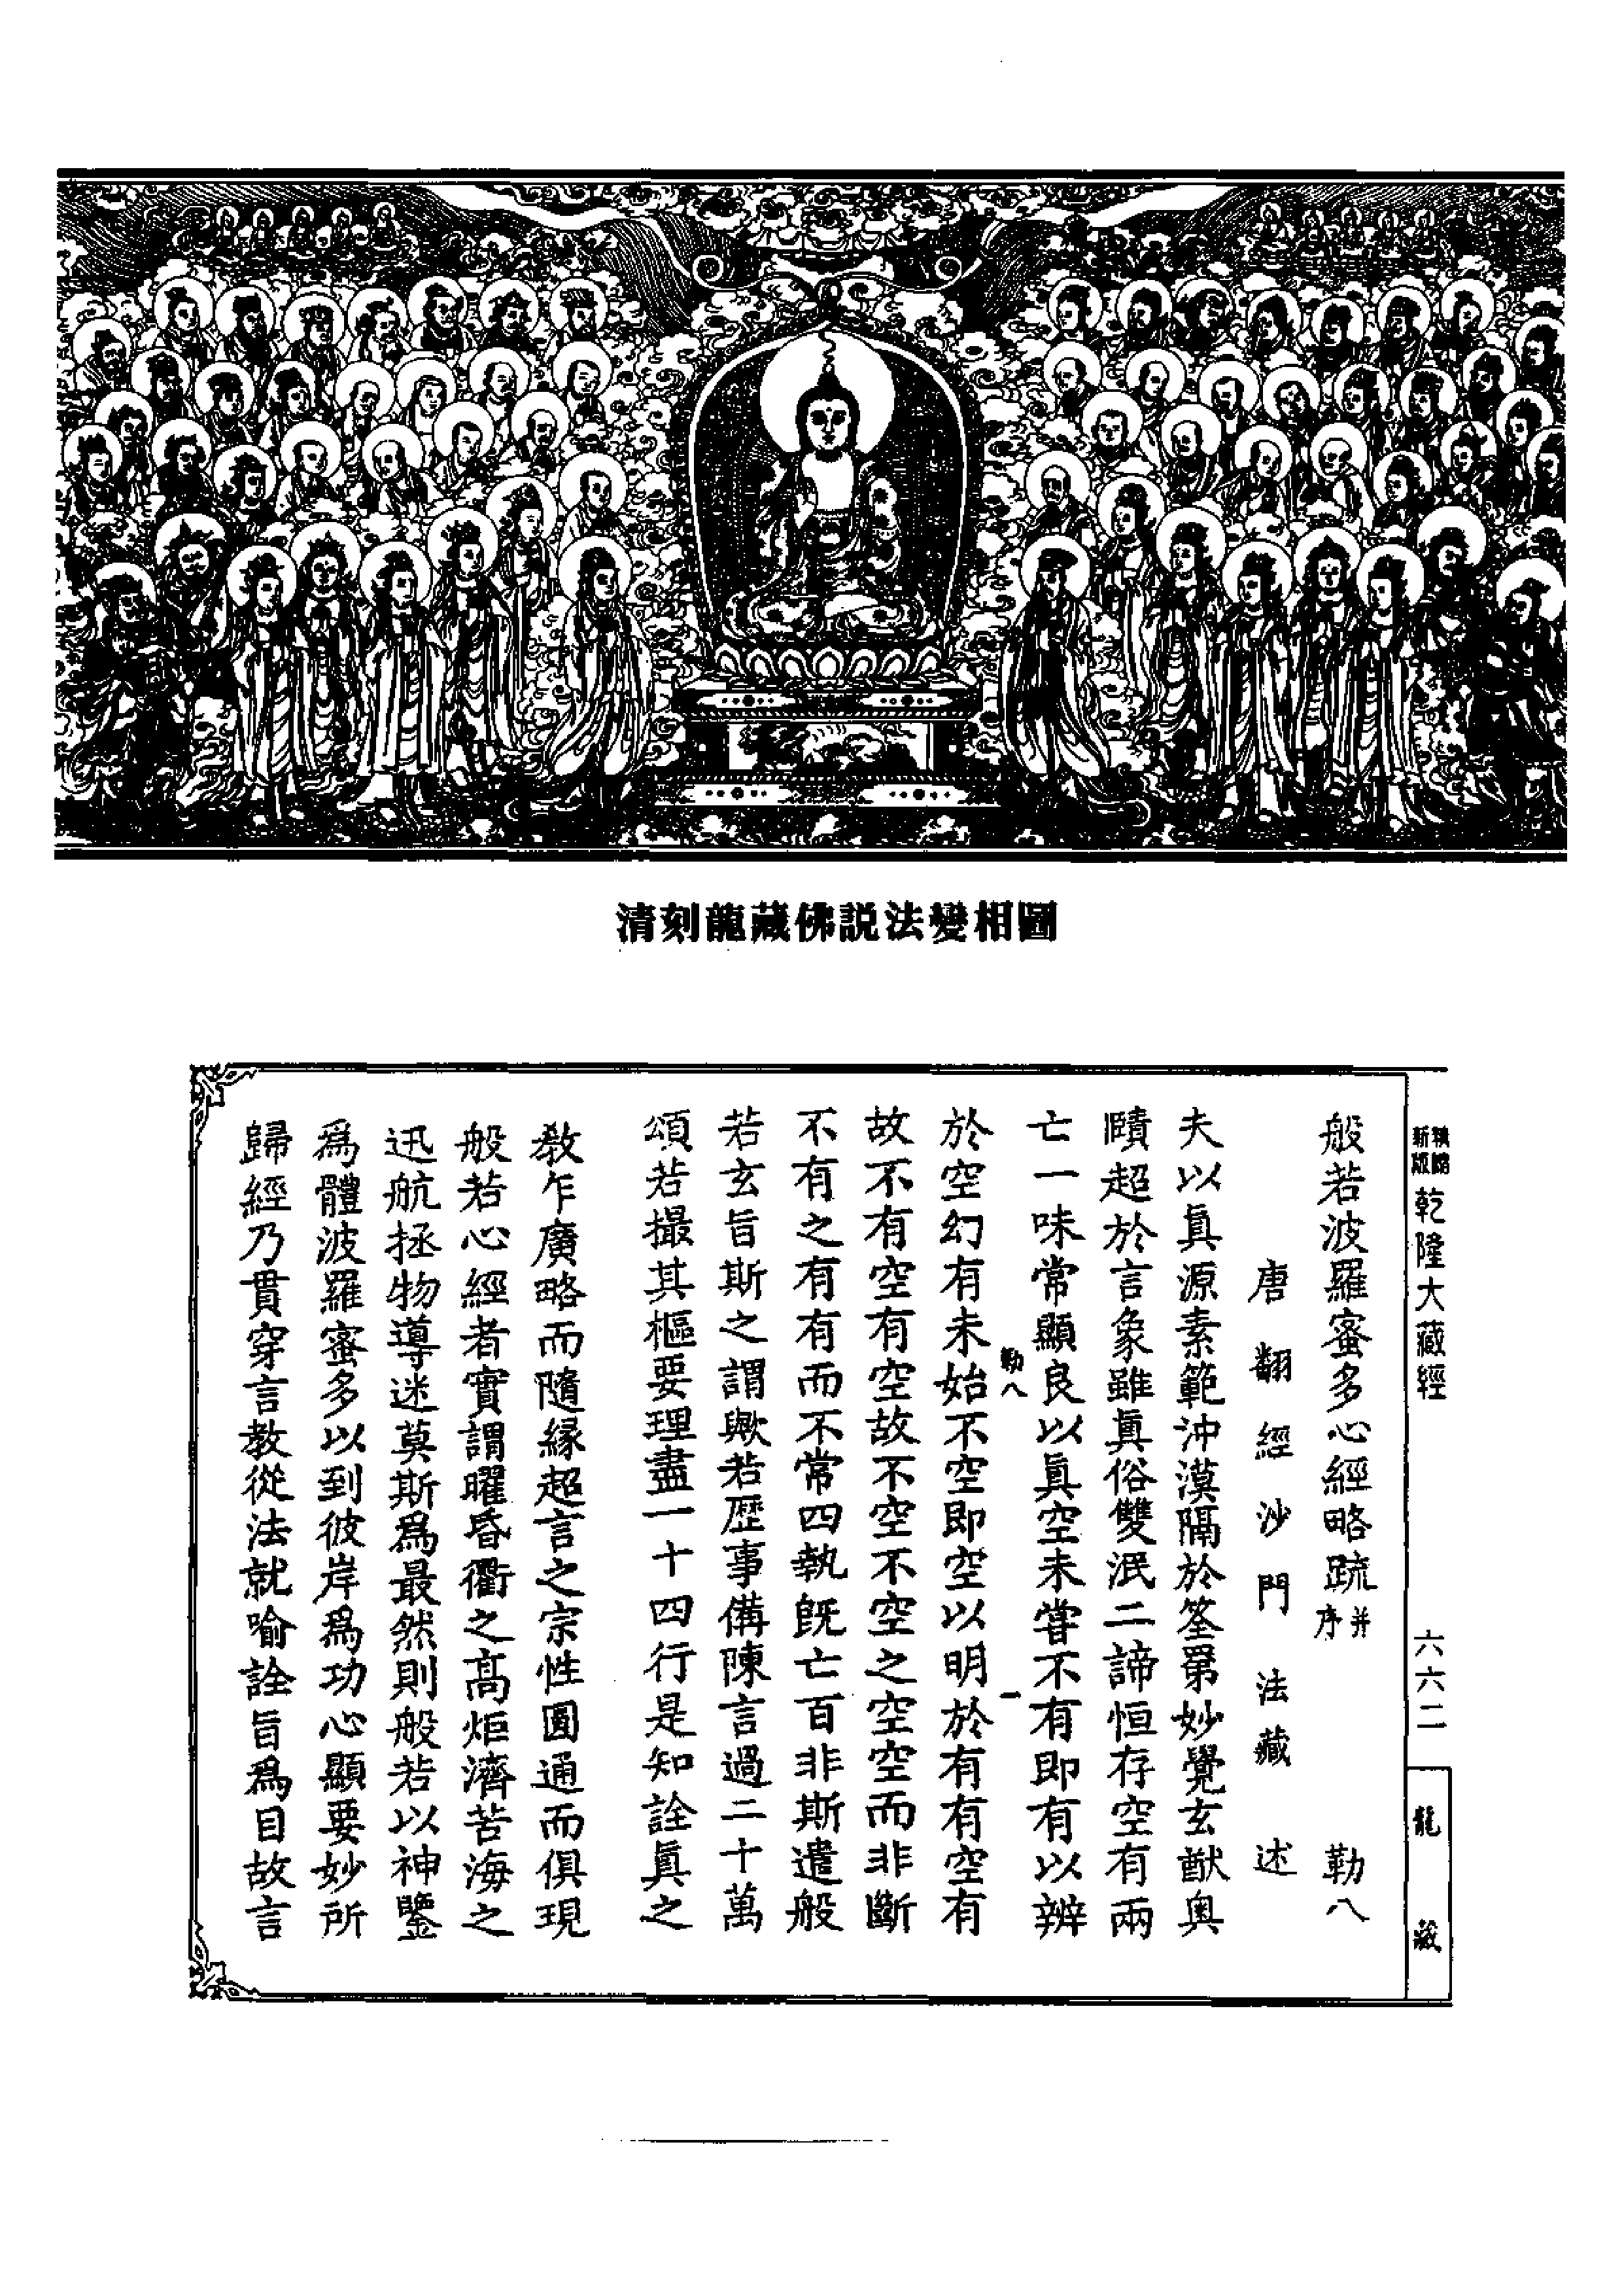 清刻龍藏佛説法變相圖
新版
乾隆大藏經
六六二
龍藏
般若波羅蜜多心經略疏并序 勒八
唐翻經沙門法藏述
夫以眞源素範沖漠隔於筌罤妙覺玄猷奥
賾超於言象雖眞俗雙泯二諦恒存空有兩
亡一味常顯良以眞空未甞不有即有以辨
勒八 一
於空幻有未始不空即空以明於有有空有
故不有空有空故不空不空之空空而非斷
不有之有有而不常四執既亡百非斯遣般
若玄旨斯之謂歟若歷事備陳言過二十萬
頌若撮其樞要理盡一十四行是知詮眞之
教乍廣略而隨縁超言之宗性圓通而俱現
般若心經者實謂曜昏衢之高炬濟苦海之
迅航拯物導迷莫斯爲最然則般若以神鑒
爲體波羅蜜多以到彼岸爲功心顯要妙所
歸經乃貫穿言教從法就喻詮旨爲目故言